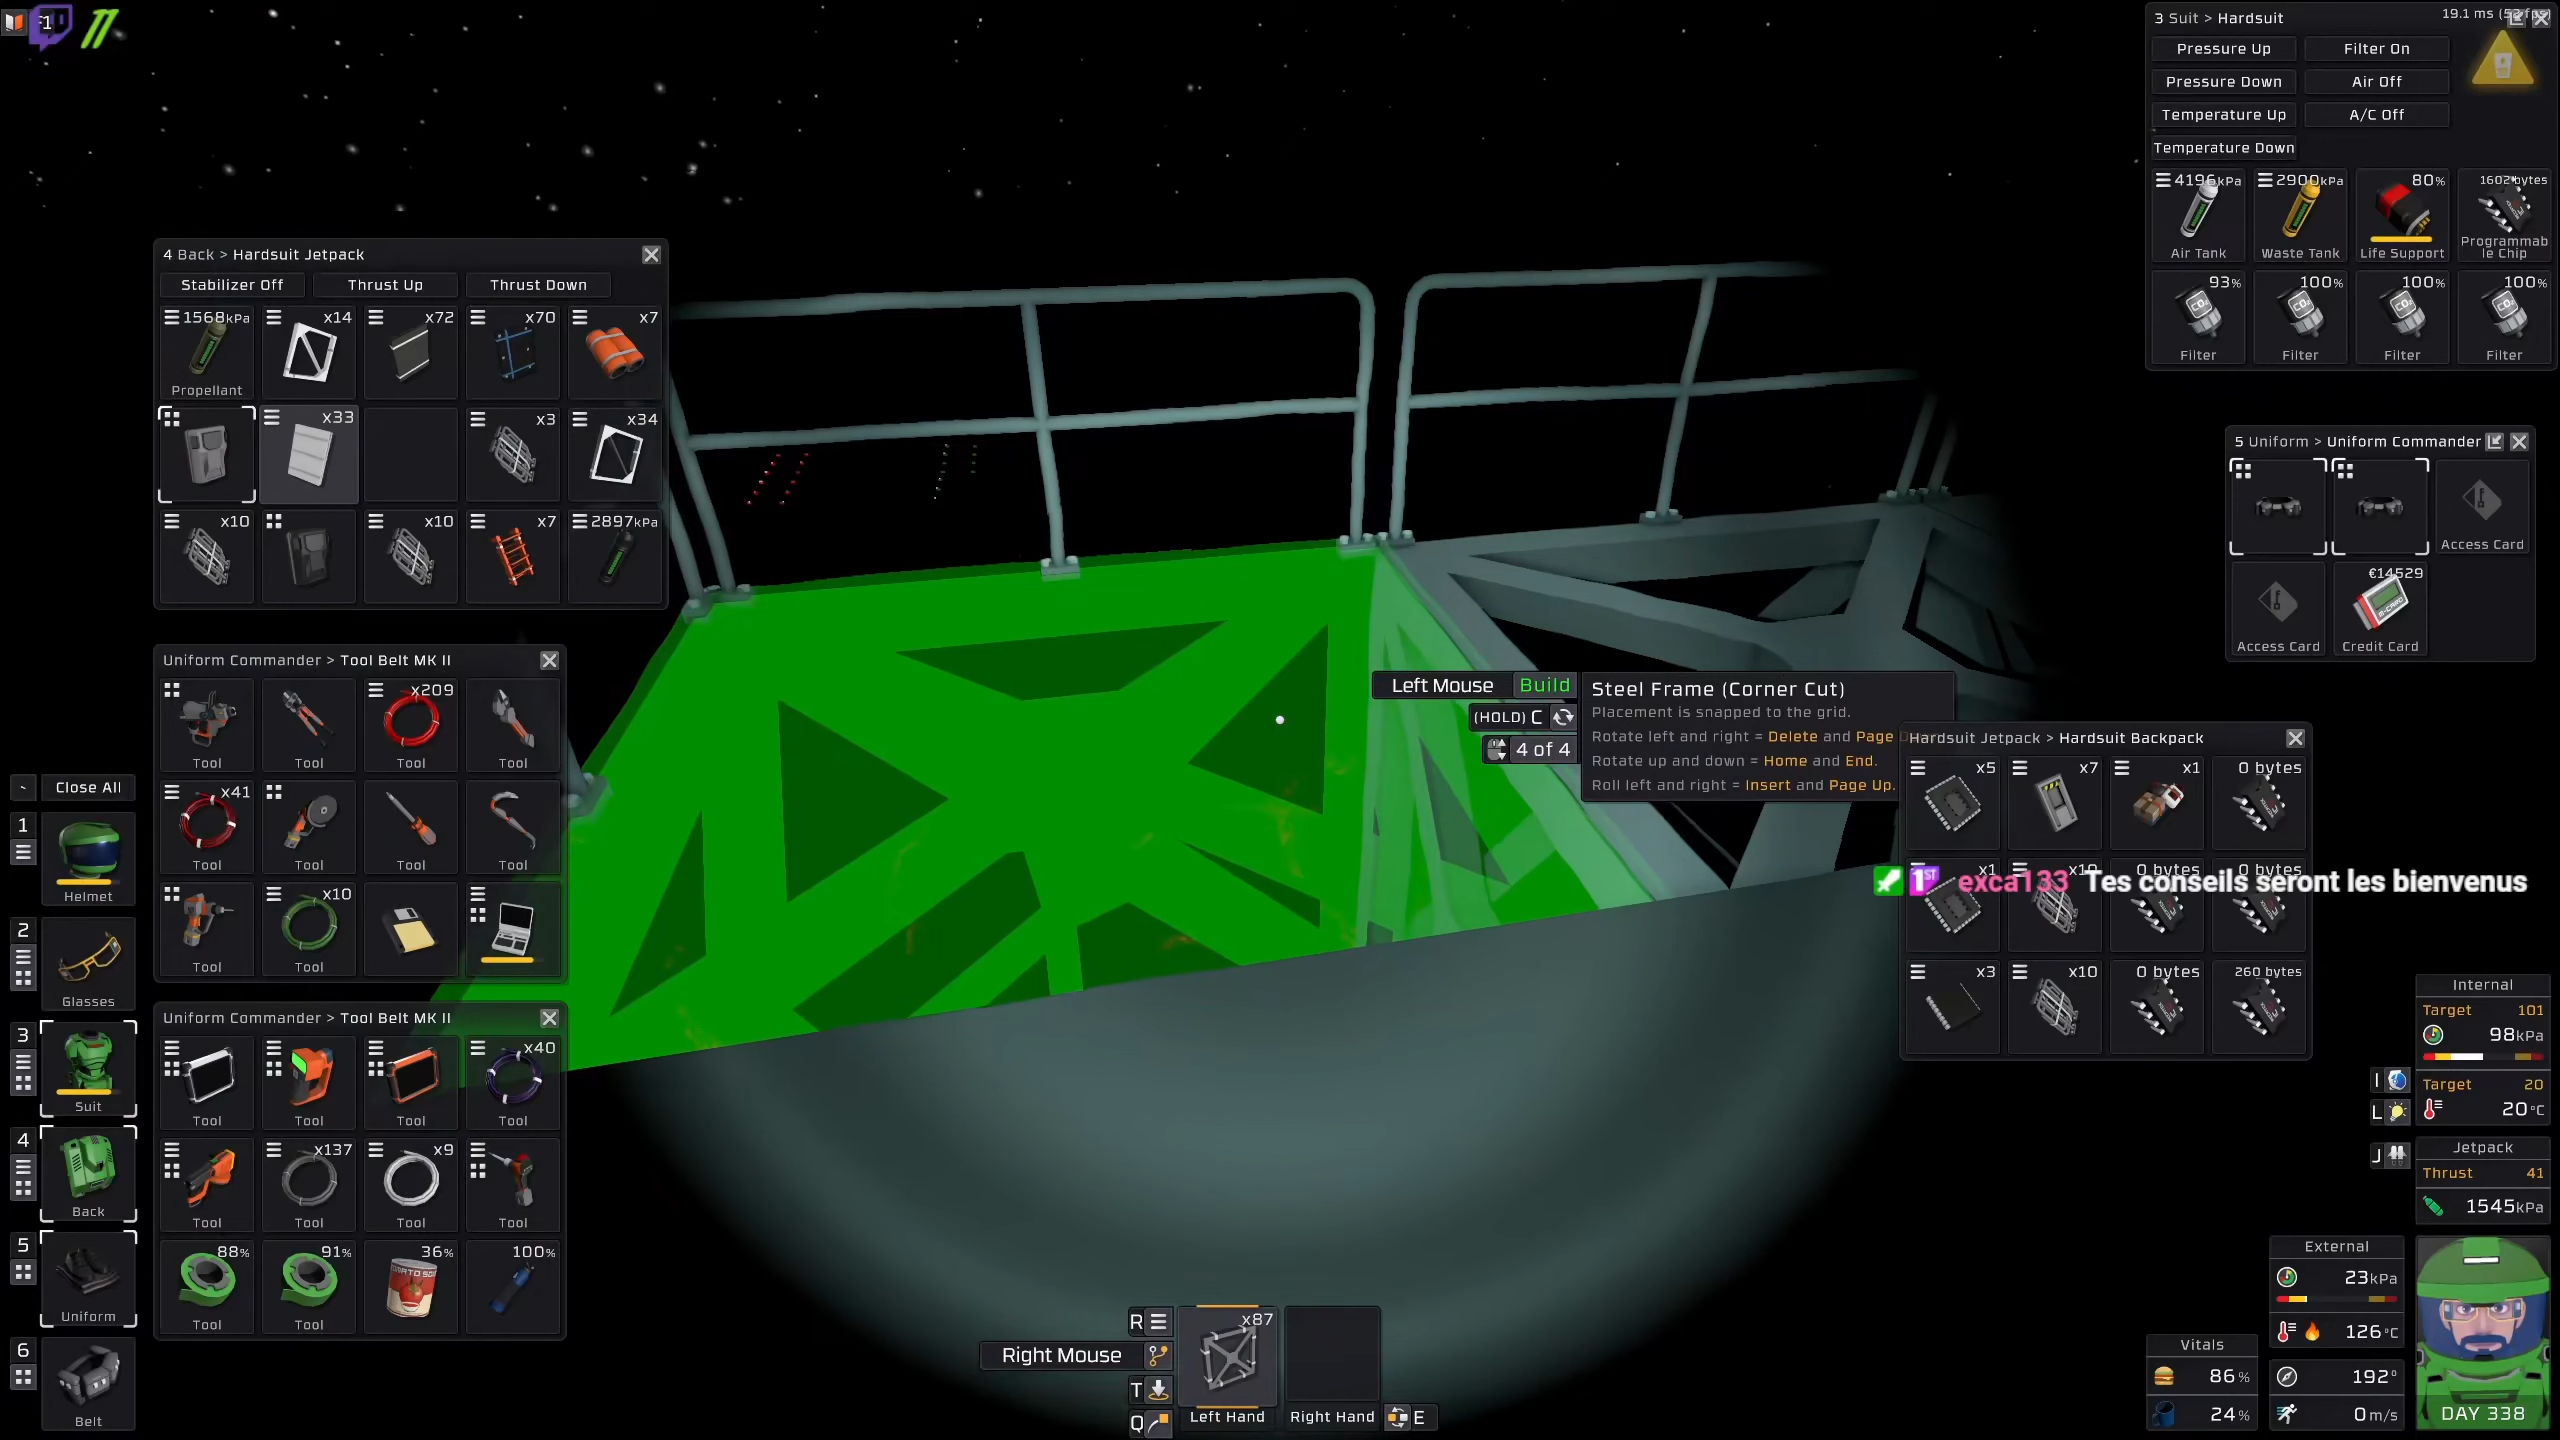 F1
3 Suit > Hardsuit
19.1 ms
Pressure Up
Filter On
Pressure Down
Air Off
Temperature Up
A/C Off
Temperature Down
4196kPa
2900kPa
80%
1602 bytes
Air Tank
Waste Tank
Life Support
Programmab
le Chip
93%
100%
100%
100%
Filter
Filter
Filter
Filter
4 Back > Hardsuit Jetpack
Stabilizer Off
Thrust Up
Thrust Down
1568kPa
x14
x72
x70
x7
Propellant
x33
x3
x34
x10
x10
x7
2897kPa
5 Uniform > Uniform Commander
Access Card
€14529
Access Card
Credit Card
Uniform Commander > Tool Belt MK II
x209
Tool
Tool
Tool
Tool
x41
Tool
Tool
Tool
Tool
x10
Tool
Tool
Left Mouse
Build
(HOLD) C
4 of 4
Steel Frame (Corner Cut)
Placement is snapped to the grid.
Rotate left and right = Delete and Page
Rotate up and down = Home and End.
Roll left and right = Insert and Page Up.
Hardsuit Jetpack > Hardsuit Backpack
x5
x7
x1
0 bytes
x1
x10
0 bytes
0 bytes
exca133 Tes conseils seront les bienvenus
x3
x10
0 bytes
260 bytes
~
Close All
1
Helmet
2
Glasses
3
Suit
4
Back
5
Uniform
6
Belt
Uniform Commander > Tool Belt MK II
x40
Tool
Tool
Tool
Tool
x137
x9
Tool
Tool
Tool
Tool
88%
91%
36%
100%
TOMATO SOUP
Tool
Tool
Tool
Tool
R
x87
Right Mouse
T
Q
Left Hand
Right Hand
E
Internal
Target 101
98kPa
Target 20
20°C
I
L
J
Jetpack
Thrust 41
1545kPa
External
23kPa
126°C
Vitals
86%
192°
24%
0m/s
DAY 338